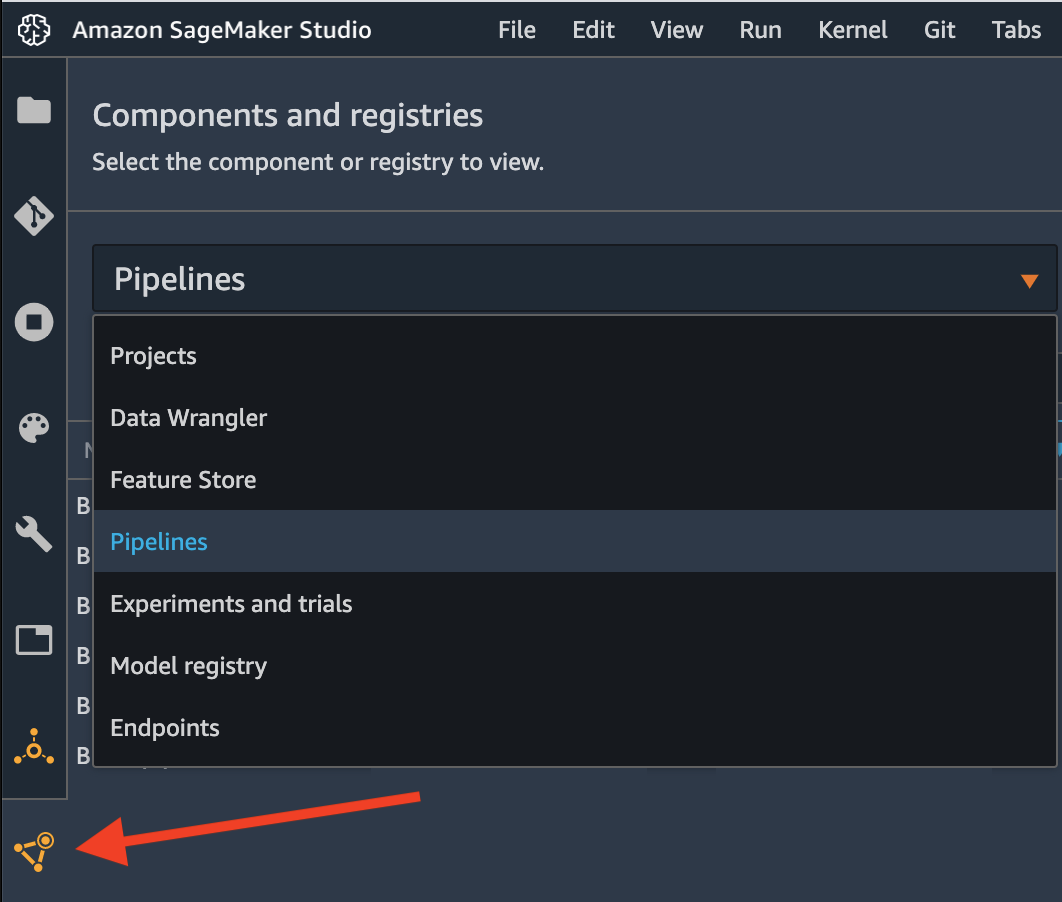 Amazon SageMaker Studio File Edit View Run Kernel Git Tabs
Components and registries
Select the component or registry to view.
Pipelines
Projects
Data Wrangler
Feature Store
Pipelines
Experiments and trials
Model registry
Endpoints